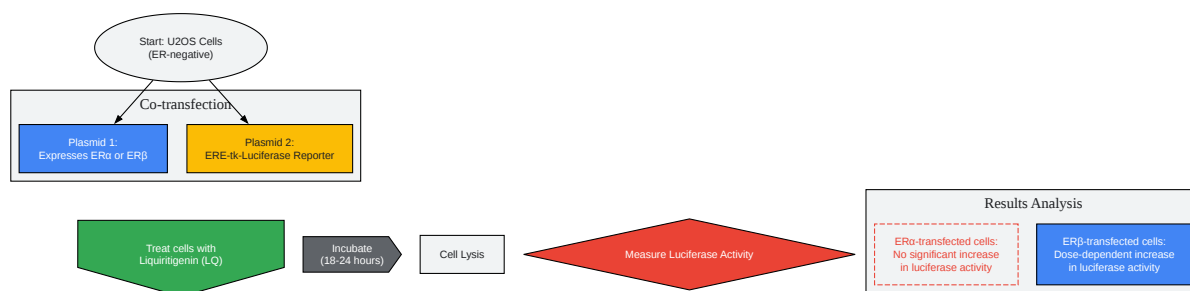 Start: U2OS Cells
(ER-negative)
Co-transfection
Plasmid 1:
Expresses ERα or ERβ
Plasmid 2:
ERE-tk-Luciferase Reporter
Treat cells with
Liquiritigenin (LQ)
Incubate
(18-24 hours)
Cell Lysis
Measure Luciferase Activity
Results Analysis
ERα-transfected cells:
No significant increase
in luciferase activity
ERβ-transfected cells:
Dose-dependent increase
in luciferase activity